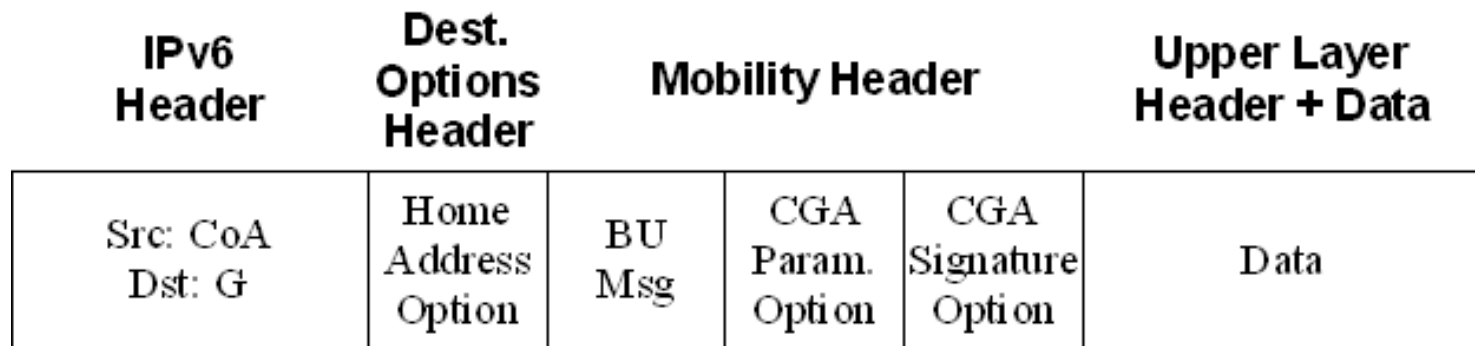 IPv6
Header
Dest.
Options
Header
Mobility Header
Upper Layer
Header + Data
Src: CoA
Dst: G
Home
Address
Option
BU
Msg
CGA
Param.
Option
CGA
Signature
Option
Data